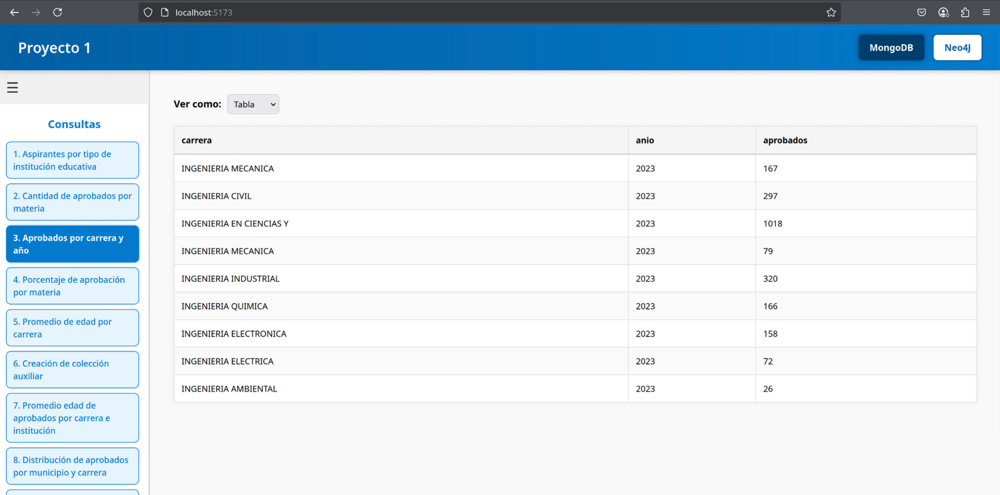 localhost:5173
Proyecto 1
MongoDB
Neo4J
☰
Consultas
1. Aspirantes por tipo de
institución educativa
2. Cantidad de aprobados por
materia
3. Aprobados por carrera y
año
4. Porcentaje de aprobación
por materia
5. Promedio de edad por
carrera
6. Creación de colección
auxiliar
7. Promedio edad de
aprobados por carrera e
institución
8. Distribución de aprobados
por municipio y carrera
Ver como: Tabla
carrera anio aprobados
INGENIERIA MECANICA 2023 167
INGENIERIA CIVIL 2023 297
INGENIERIA EN CIENCIAS Y 2023 1018
INGENIERIA MECANICA 2023 79
INGENIERIA INDUSTRIAL 2023 320
INGENIERIA QUIMICA 2023 166
INGENIERIA ELECTRONICA 2023 158
INGENIERIA ELECTRICA 2023 72
INGENIERIA AMBIENTAL 2023 26